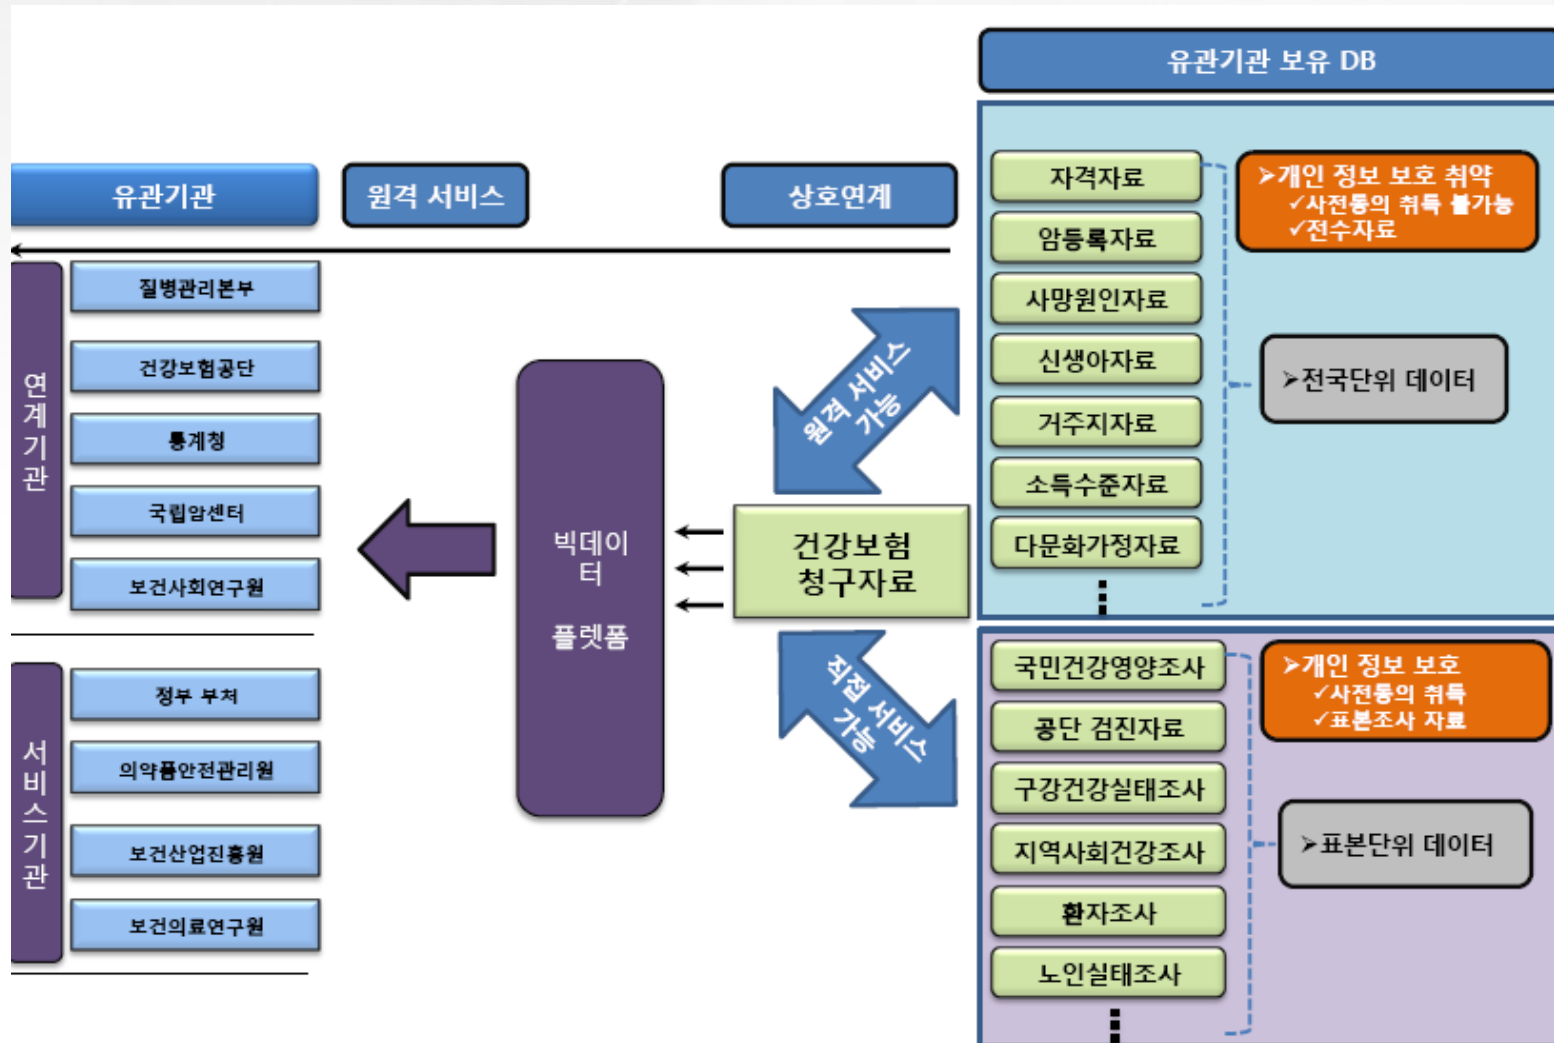 유관기관 보유 DB
유관기관
원격 서비스
상호연계
연
계
기
관
질병관리본부
건강보험공단
통계청
국립암센터
보건사회연구원
서
비
스
기
관
정부 부처
의약품안전관리원
보건산업진흥원
보건의료연구원
빅데이
터
플렛폼
건강보험
청구자료
원격 서비스
가능
직접 서비스
가능
자격자료
암등록자료
사망원인자료
신생아자료
거주지자료
소득수준자료
다문화가정자료
➢개인 정보 보호 취약
✓사전동의 취득 불가능
✓전수자료
➢전국단위 데이터
국민건강영양조사
공단 검진자료
구강건강실태조사
지역사회건강조사
환자조사
노인실태조사
➢개인 정보 보호
✓사전동의 취득
✓표본조사 자료
➢표본단위 데이터